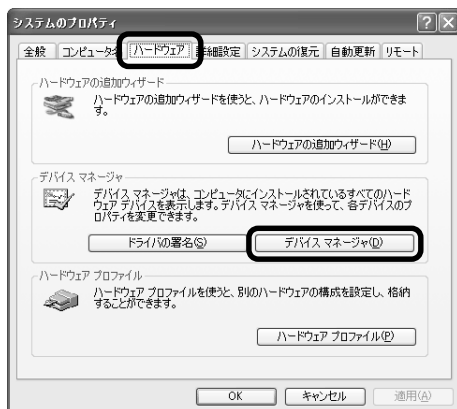 システムのプロパティ
全般 コンピュータ名 ハードウェア 詳細設定 システムの復元 自動更新 リモート
ハードウェアの追加ウィザード
ハードウェアの追加ウィザードを使うと、ハードウェアのインストールができま
す。
ハードウェアの追加ウィザード(H)
デバイス マネージャ
デバイス マネージャは、コンピュータにインストールされているすべてのハード
ウェア デバイスを表示します。デバイス マネージャを使って、各デバイスのプ
ロパティを変更できます。
ドライバの署名(S)
デバイス マネージャ(D)
ハードウェア プロファイル
ハードウェア プロファイルを使うと、別のハードウェアの構成を設定し、格納
することができます。
ハードウェア プロファイル(P)
OK キャンセル 適用(A)